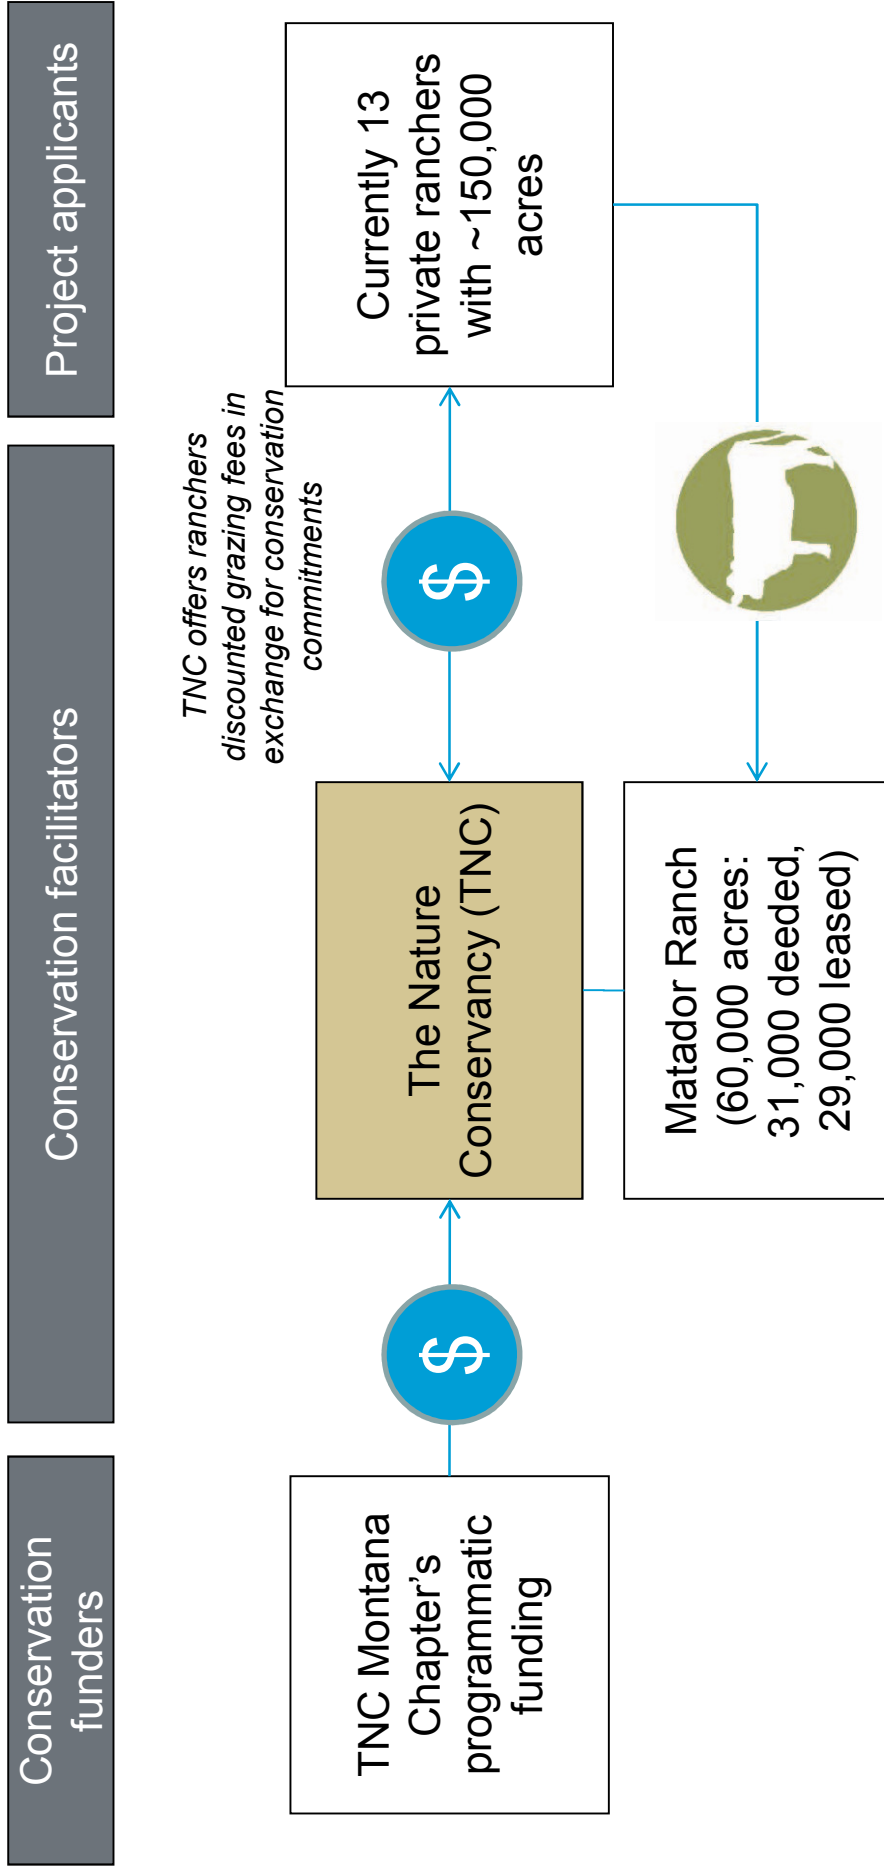 Conservation
funders
Conservation facilitators
Project applicants
TNC offers ranchers
discounted grazing fees in
exchange for conservation
commitments
TNC Montana
Chapter’s
programmatic
funding
$
The Nature
Conservancy (TNC)
$
Currently 13
private ranchers
with ~150,000
acres
Matador Ranch
(60,000 acres:
31,000 deeded,
29,000 leased)